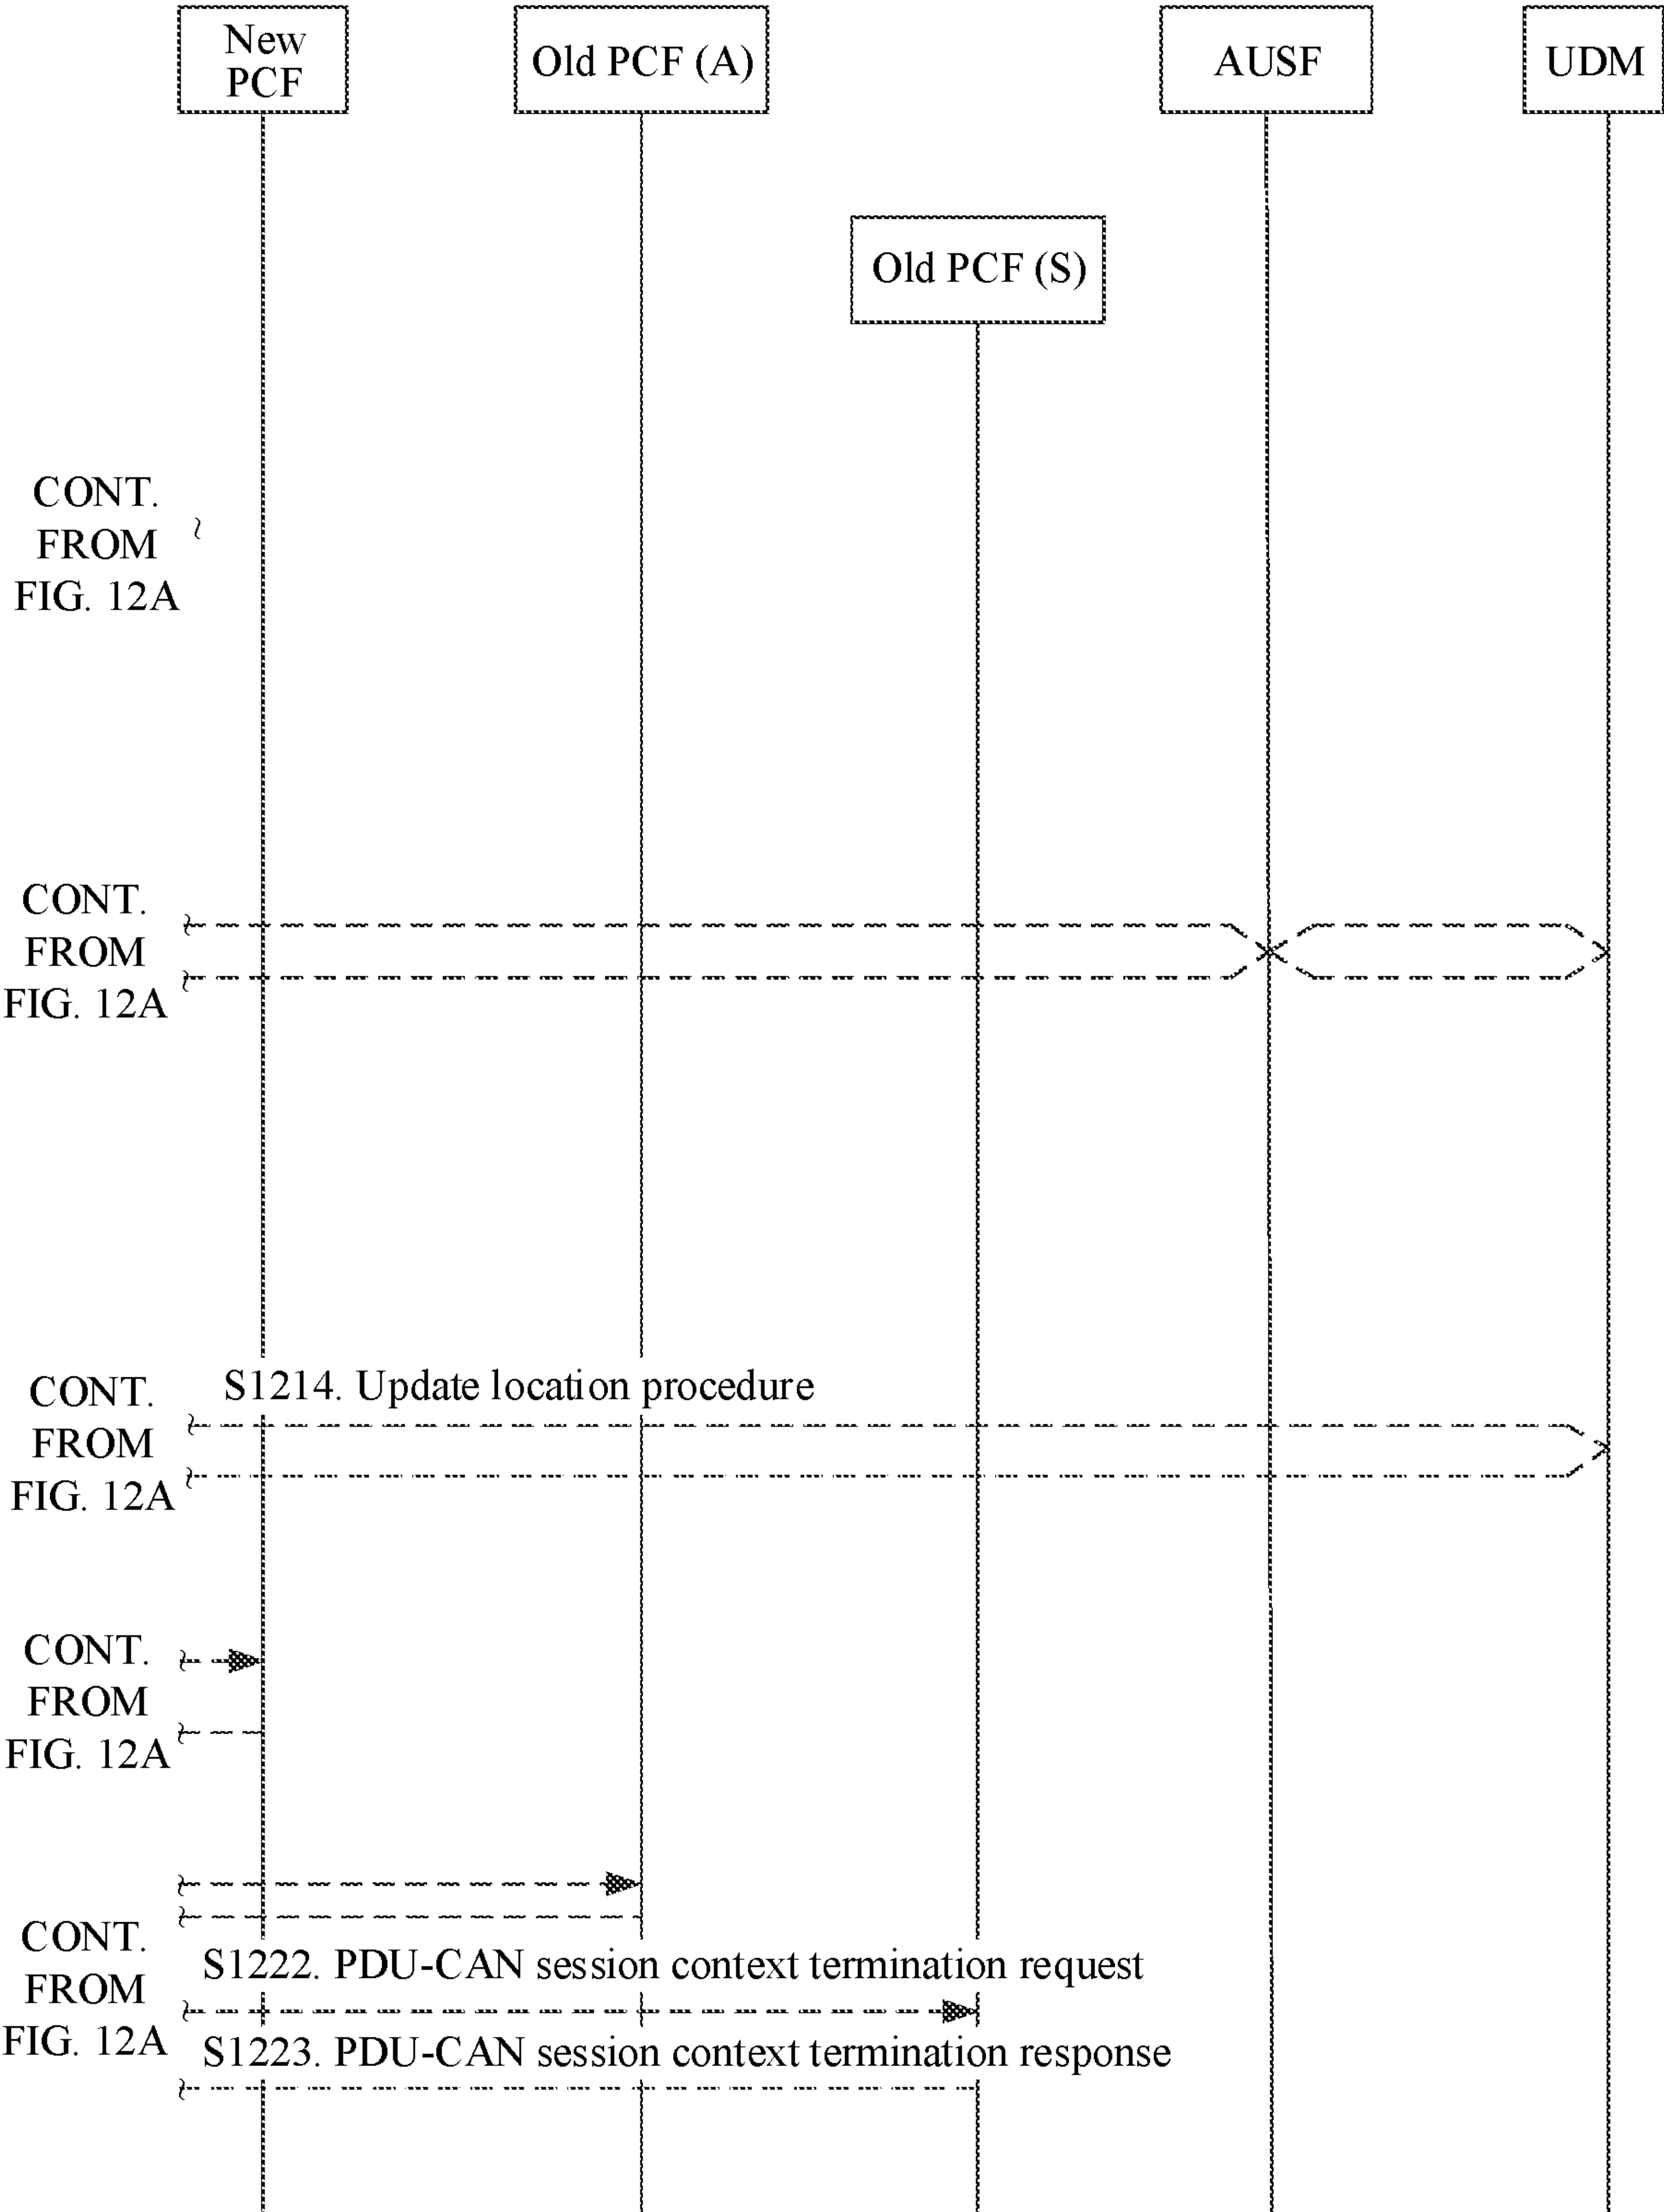 New
PCF
Old PCF (A)
AUSF
UDM
Old PCF (S)
CONT.
FROM
FIG. 12A
CONT.
FROM
FIG. 12A
S1214. Update location procedure
CONT.
FROM
FIG. 12A
CONT.
FROM
FIG. 12A
CONT.
FROM
FIG. 12A
S1222. PDU-CAN session context termination request
S1223. PDU-CAN session context termination response